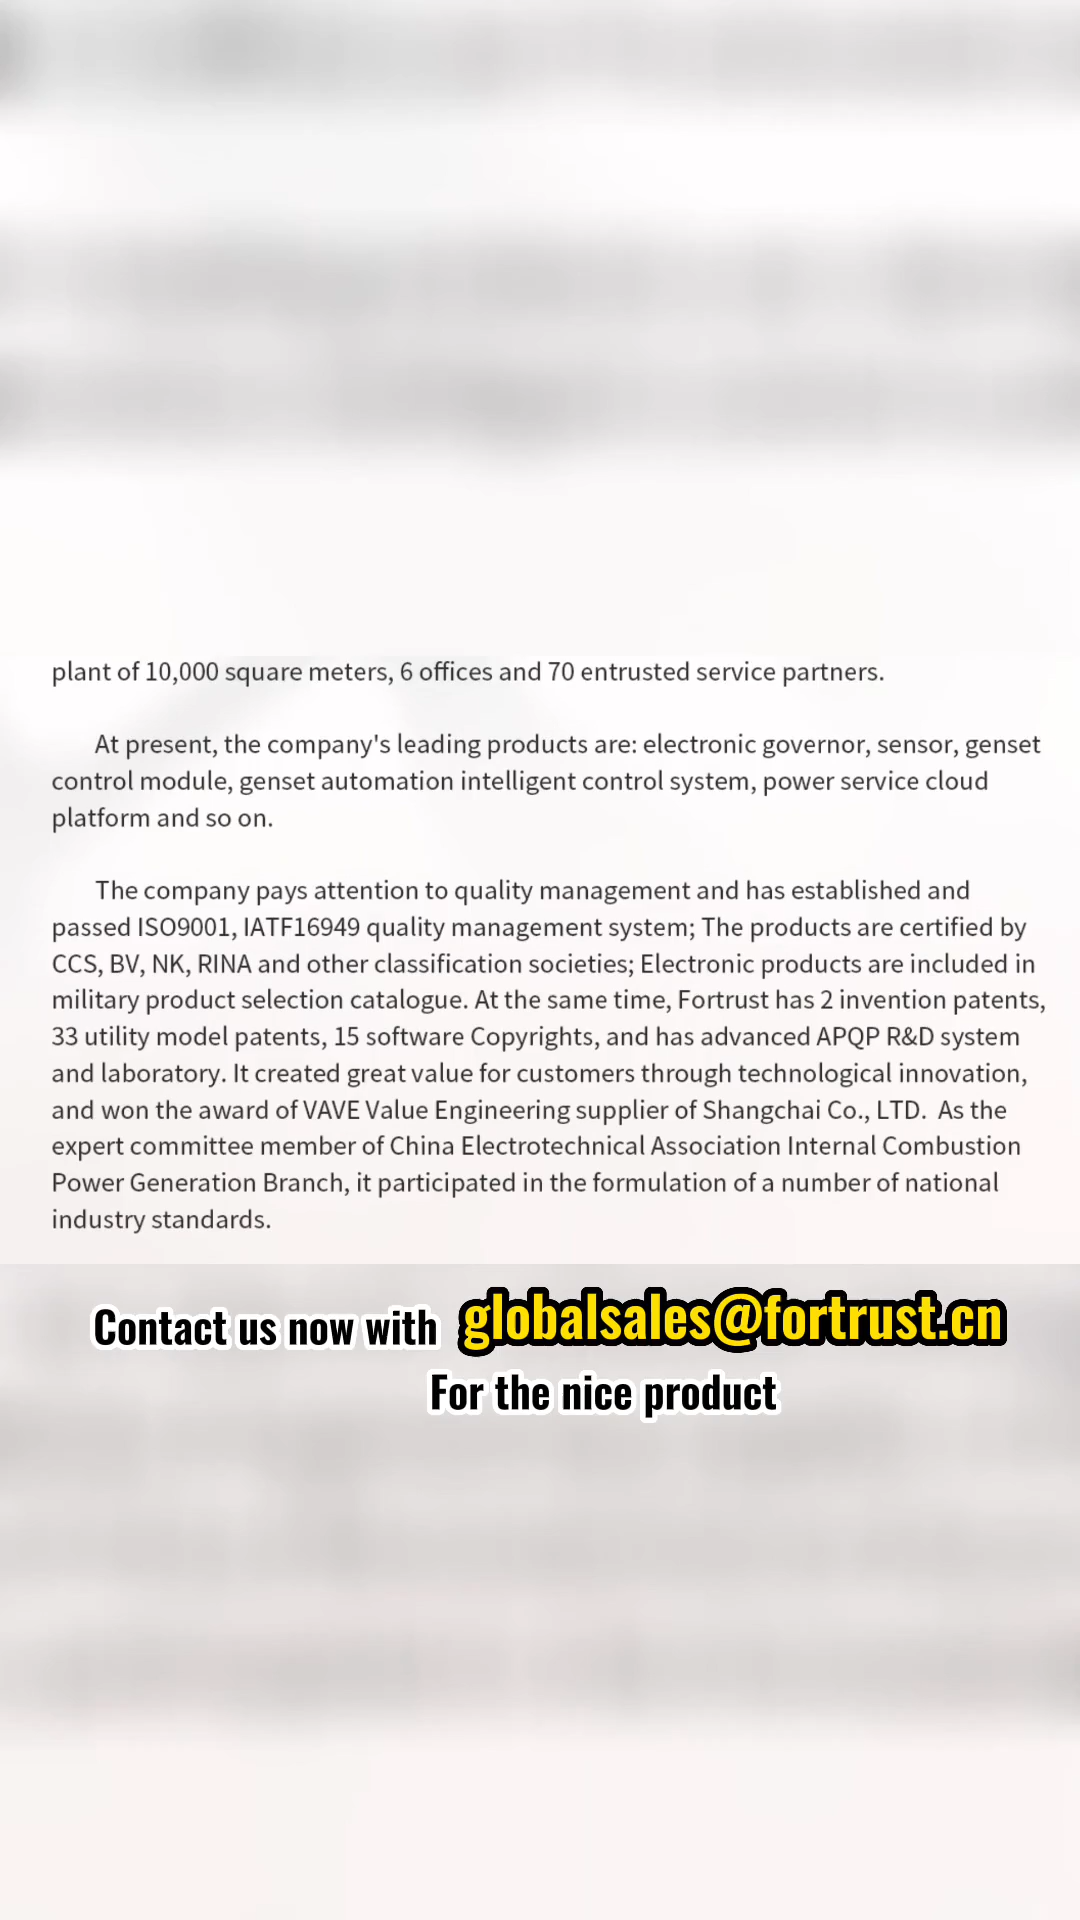 plant of 10,000 square meters, 6 offices and 70 entrusted service partners.
At present, the company's leading products are: electronic governor, sensor, genset
control module, genset automation intelligent control system, power service cloud
platform and so on.
The company pays attention to quality management and has established and
passed ISO9001, IATF16949 quality management system; The products are certified by
CCS, BV, NK, RINA and other classification societies; Electronic products are included in
military product selection catalogue. At the same time, Fortrust has 2 invention patents,
33 utility model patents, 15 software Copyrights, and has advanced APQP R&D system
and laboratory. It created great value for customers through technological innovation,
and won the award of VAVE Value Engineering supplier of Shangchai Co., LTD. As the
expert committee member of China Electrotechnical Association Internal Combustion
Power Generation Branch, it participated in the formulation of a number of national
industry standards.
Contact us now with globalsales@fortrust.cn
For the nice product